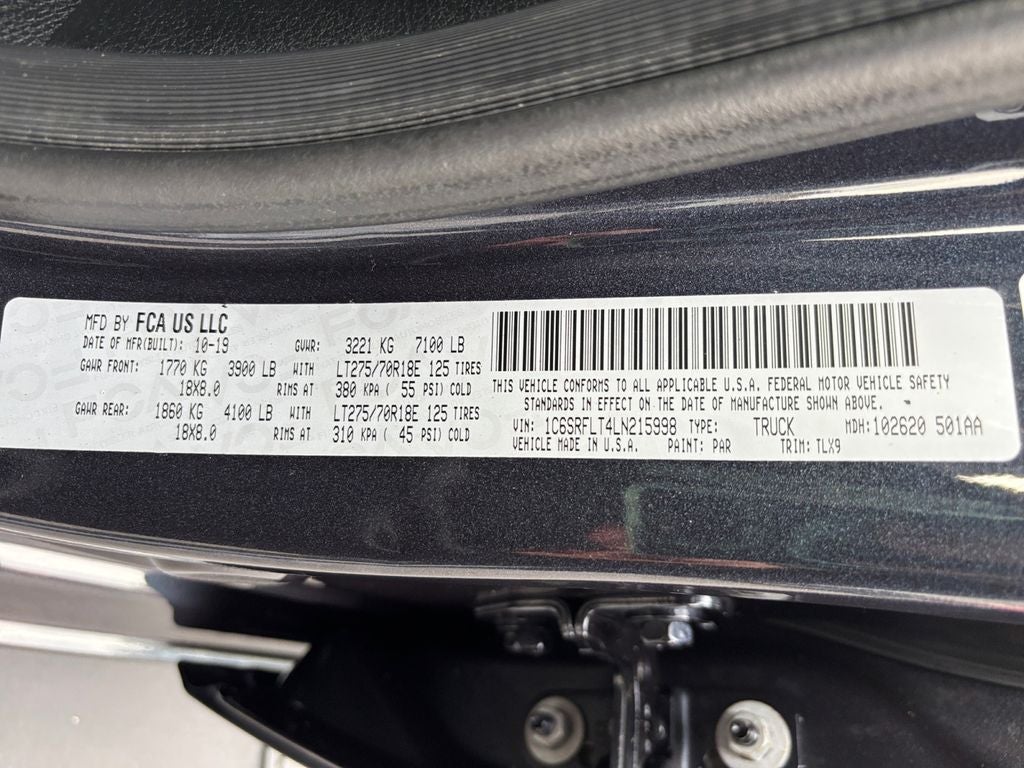 MFD BY FCA US LLC
DATE OF MFR(BUILT): 10-19 GVWR: 3221 KG 7100 LB
GAWR FRONT: 1770 KG 3900 LB WITH LT275/70R18E 125 TIRES
18X8.0 RIMS AT 380 KPA ( 55 PSI) COLD
GAWR REAR: 1860 KG 4100 LB WITH LT275/70R18E 125 TIRES
18X8.0 RIMS AT 310 KPA ( 45 PSI) COLD
THIS VEHICLE CONFORMS TO ALL APPLICABLE U.S.A. FEDERAL MOTOR VEHICLE SAFETY
STANDARDS IN EFFECT ON THE DATE OF MANUFACTURE SHOWN ABOVE.
VIN: 1C6SRFLT4LN215998 TYPE: TRUCK MDH: 102620 501AA
VEHICLE MADE IN U.S.A. PAINT: PAR TRIM: TLX9